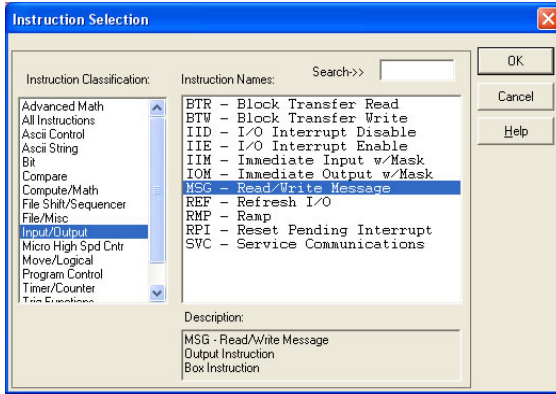 Instruction Selection
Instruction Classification:
Advanced Math
All Instructions
Ascii Control
Ascii String
Bit
Compare
Compute/Math
File Shift/Sequencer
File/Misc
Input/Output
Micro High Spd Cntr
Move/Logical
Program Control
Timer/Counter
Trig Functions
Instruction Names:
Search->>
BTR - Block Transfer Read
BTW - Block Transfer Write
IID - I/O Interrupt Disable
IIE - I/O Interrupt Enable
IIM - Immediate Input w/Mask
IOM - Immediate Output w/Mask
MSG - Read/Write Message
REF - Refresh I/O
RMP - Ramp
RPI - Reset Pending Interrupt
SVC - Service Communications
Description:
MSG - Read/Write Message
Output Instruction
Box Instruction
OK
Cancel
Help